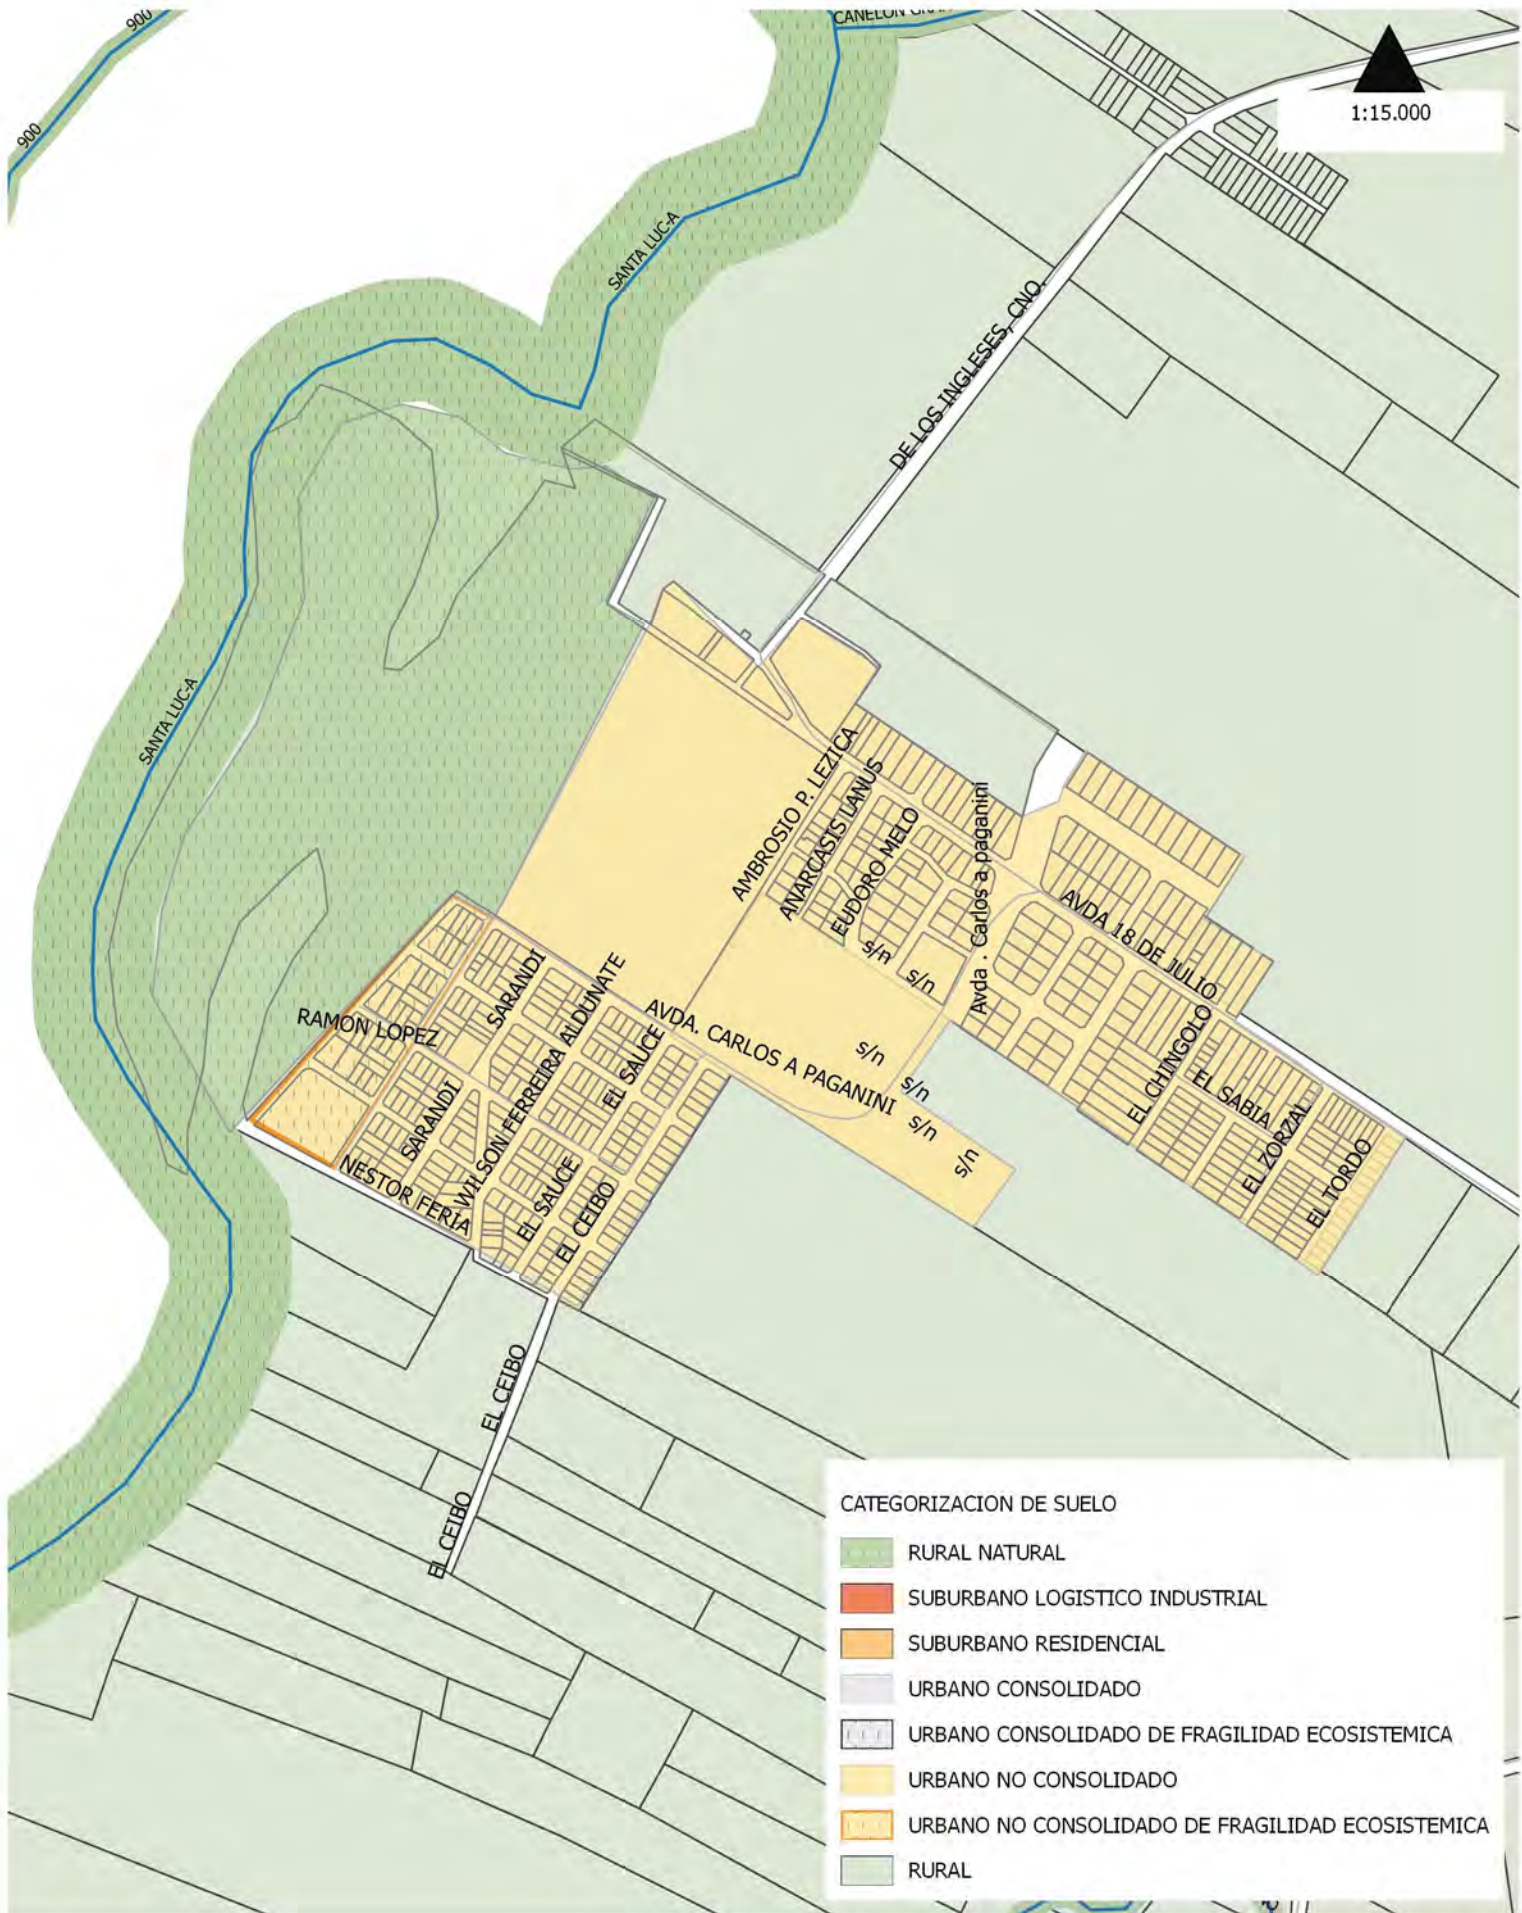 900
CANELON GRAN
1:15.000
900
SANTA LUC-A
DE LOS INGLESES, CNO.
SANTA LUC-A
AMBROSIO P. LEZICA
ANARCASIS LANUS
EUDORO MELO
Avda . Carlos a paganini
AVDA 18 DE JULIO
s/n
s/n
SARANDI
WILSON FERREIRA ALDUNATE
RAMON LOPEZ
AVDA. CARLOS A PAGANINI
EL SAUCE
s/n
s/n
s/n
s/n
EL CHINGOLO
EL SABIA
EL ZORZAL
EL TORDO
SARANDÍ
NESTOR FERIA
EL SAUCE
EL CEIBO
EL CEIBO
EL CEIBO
CATEGORIZACION DE SUELO
RURAL NATURAL
SUBURBANO LOGISTICO INDUSTRIAL
SUBURBANO RESIDENCIAL
URBANO CONSOLIDADO
URBANO CONSOLIDADO DE FRAGILIDAD ECOSISTEMICA
URBANO NO CONSOLIDADO
URBANO NO CONSOLIDADO DE FRAGILIDAD ECOSISTEMICA
RURAL